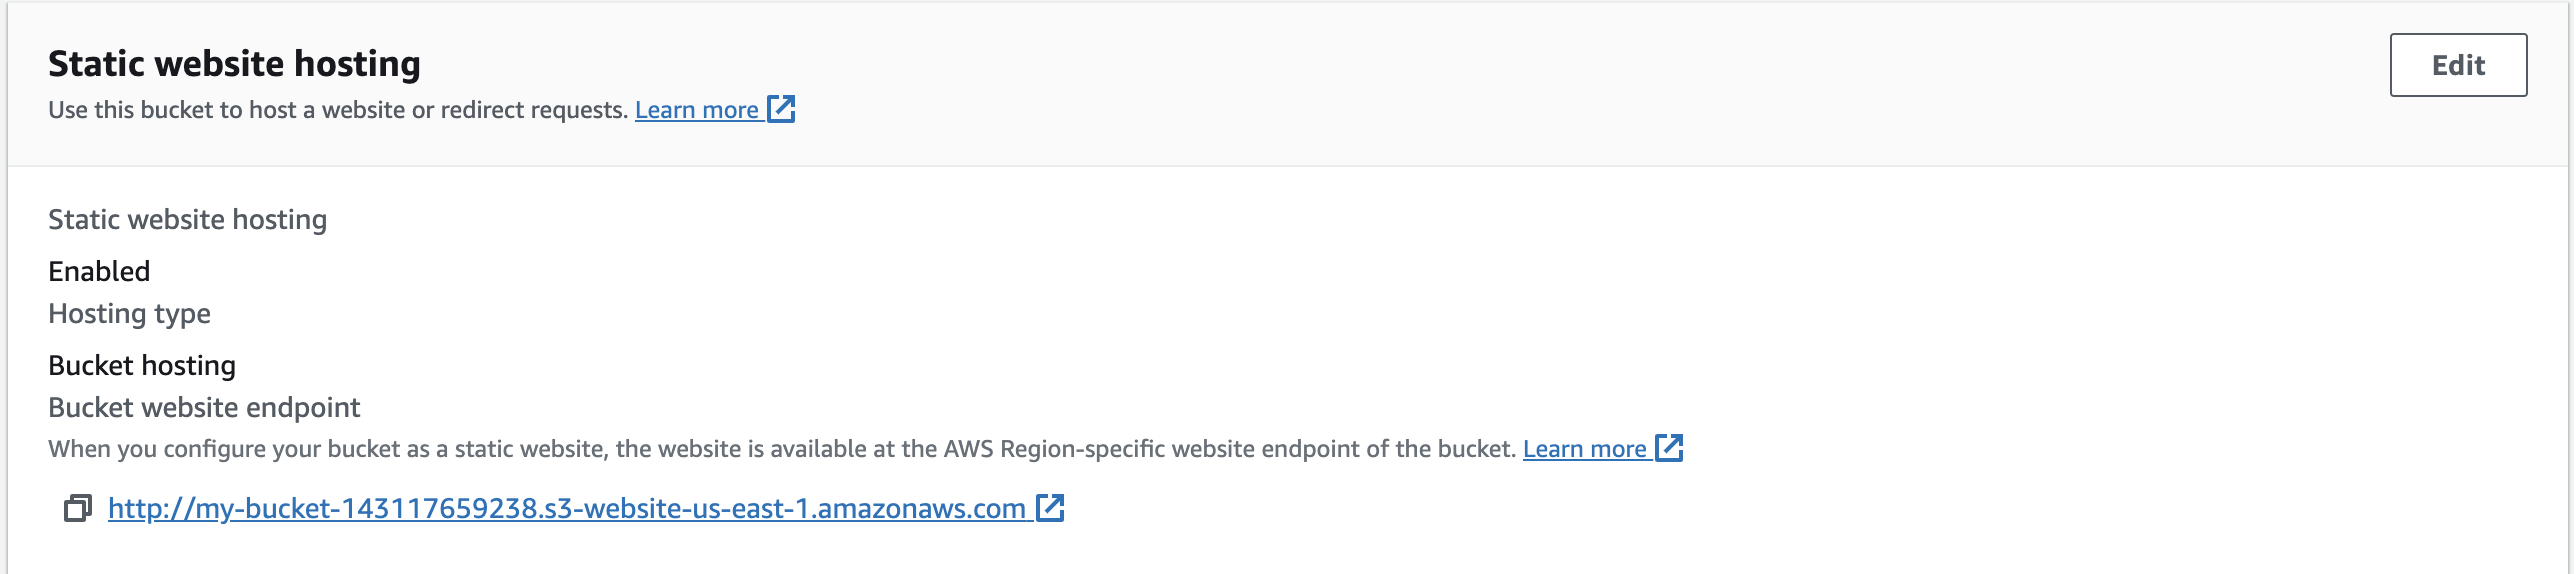 Static website hosting
Edit
Use this bucket to host a website or redirect requests. Learn more
Static website hosting
Enabled
Hosting type
Bucket hosting
Bucket website endpoint
When you configure your bucket as a static website, the website is available at the AWS Region-specific website endpoint of the bucket. Learn more
http://my-bucket-143117659238.s3-website-us-east-1.amazonaws.com